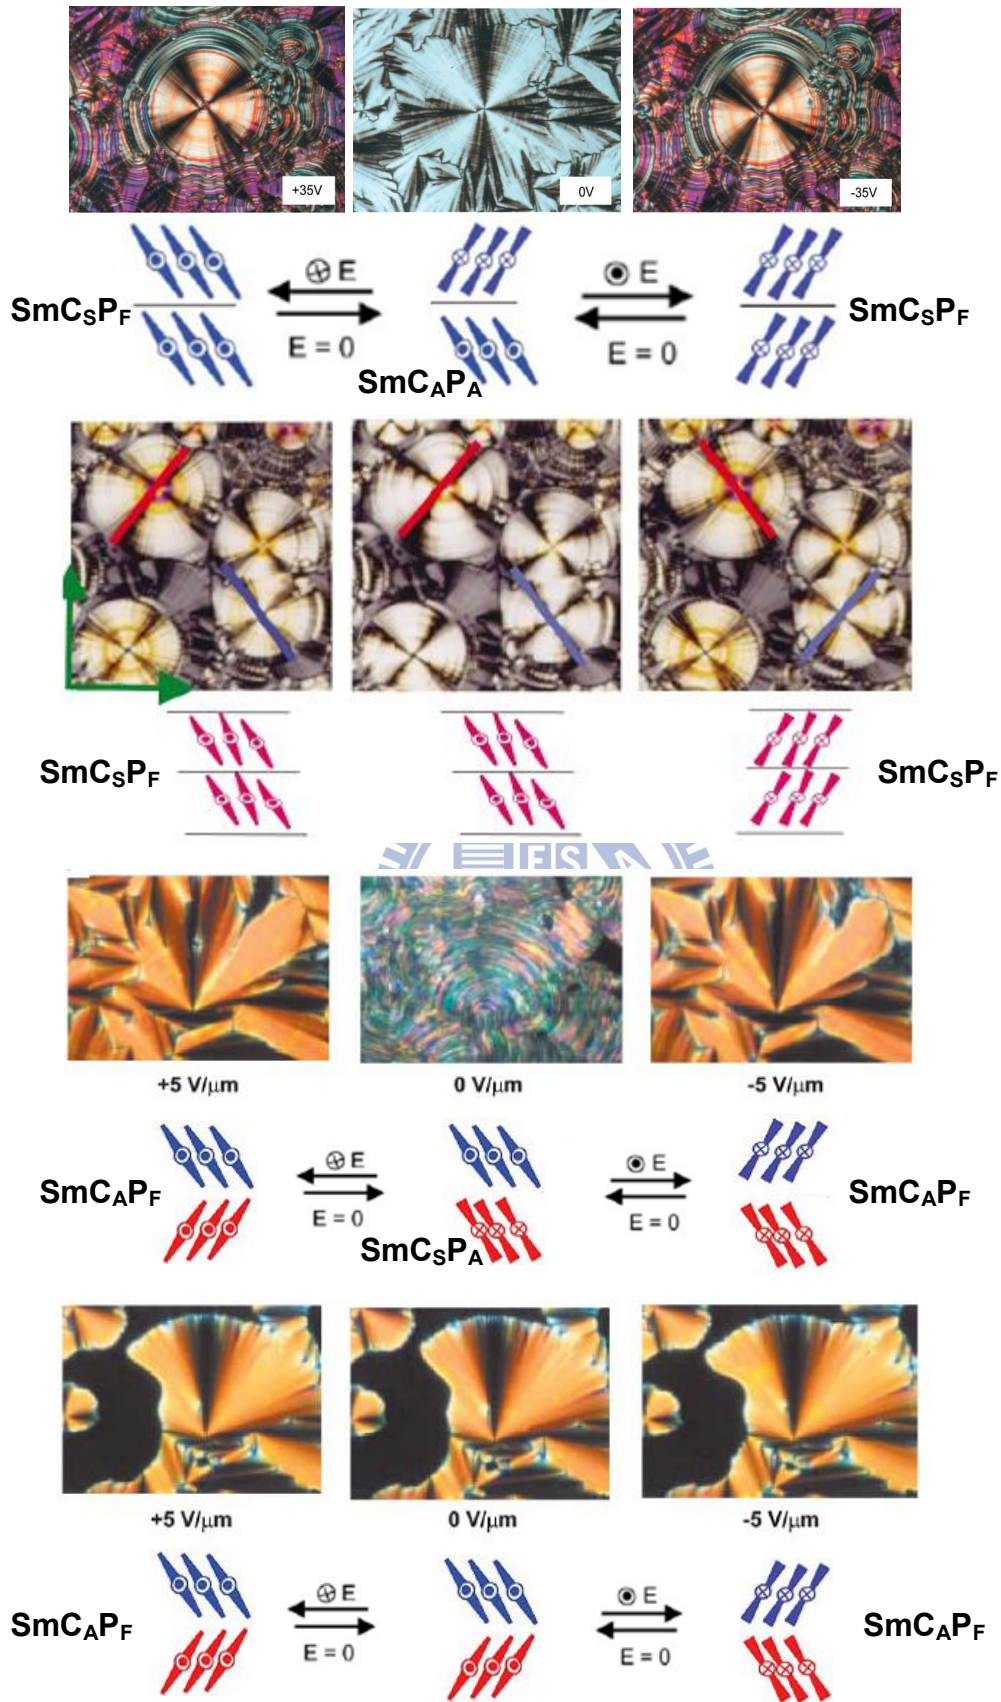 +35V
0V
-35V
SmCSPF
⊗ E
E = 0
SmCAPA
⊙ E
E = 0
SmCSPF
SmCSPF
SmCSPF
+5 V/μm
0 V/μm
-5 V/μm
SmCAPF
⊗ E
E = 0
SmCSPA
⊙ E
E = 0
SmCAPF
+5 V/μm
0 V/μm
-5 V/μm
SmCAPF
⊗ E
E = 0
⊙ E
E = 0
SmCAPF